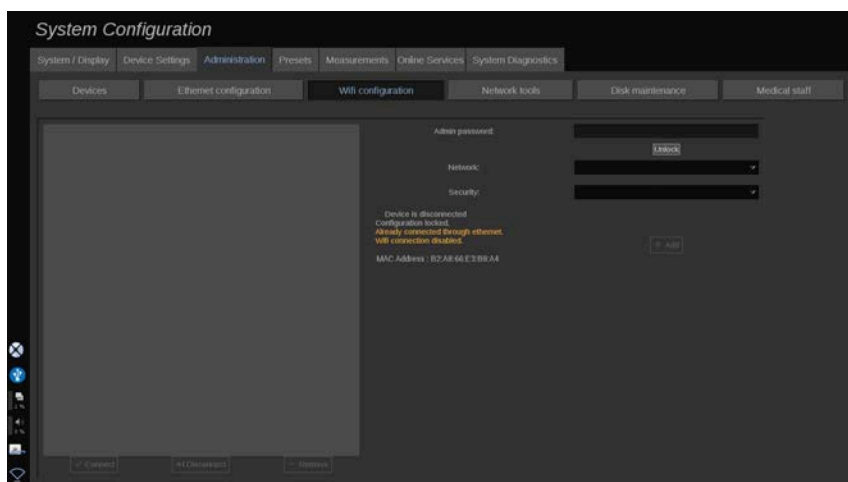 System Configuration
System / Display Device Settings Administration Presets Measurements Online Services System Diagnostics
Devices Ethernet configuration Wifi configuration Network tools Disk maintenance Medical staff
Admin password:
Unlock
Network:
Security:
Device is disconnected
Configuration locked.
Already connected through ethernet.
Wifi connection disabled.
+ Add
MAC Address : B2:A8:66:E3:B9:A4
Connect Disconnect Remove